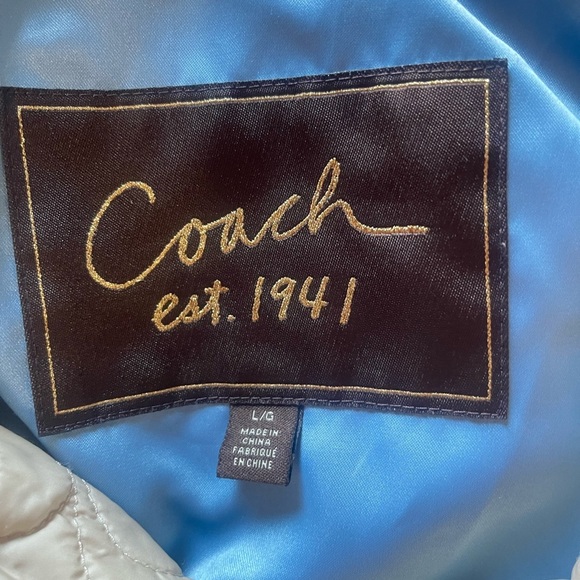 Coach
est. 1941
L/G
MADE IN
CHINA
FABRIQUÉ
EN CHINE